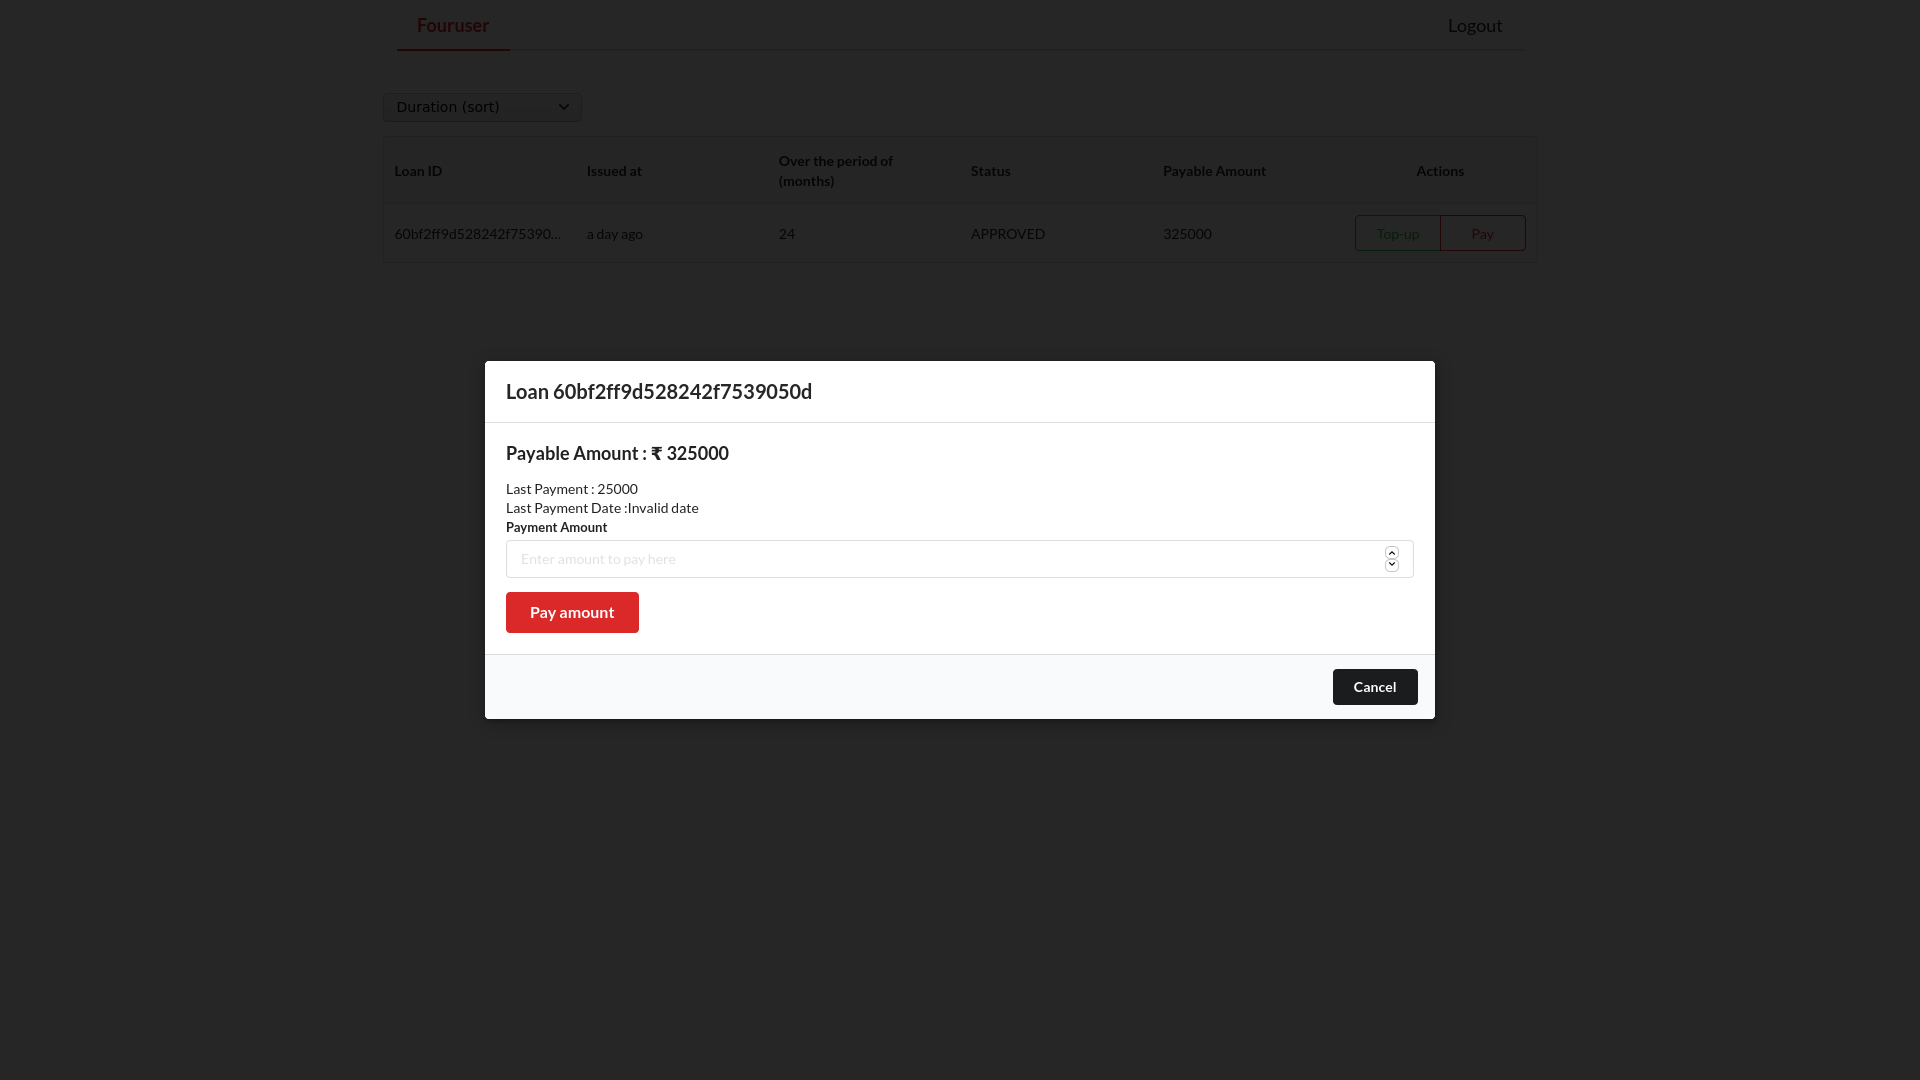 Fouruser
Logout
Duration (sort)
Loan ID
Issued at
Over the period of
(months)
Status
Payable Amount
Actions
60bf2ff9d528242f75390...
a day ago
24
APPROVED
325000
Top-up
Pay
Loan 60bf2ff9d528242f7539050d
Payable Amount : ₹ 325000
Last Payment : 25000
Last Payment Date :Invalid date
Payment Amount
Enter amount to pay here
Pay amount
Cancel